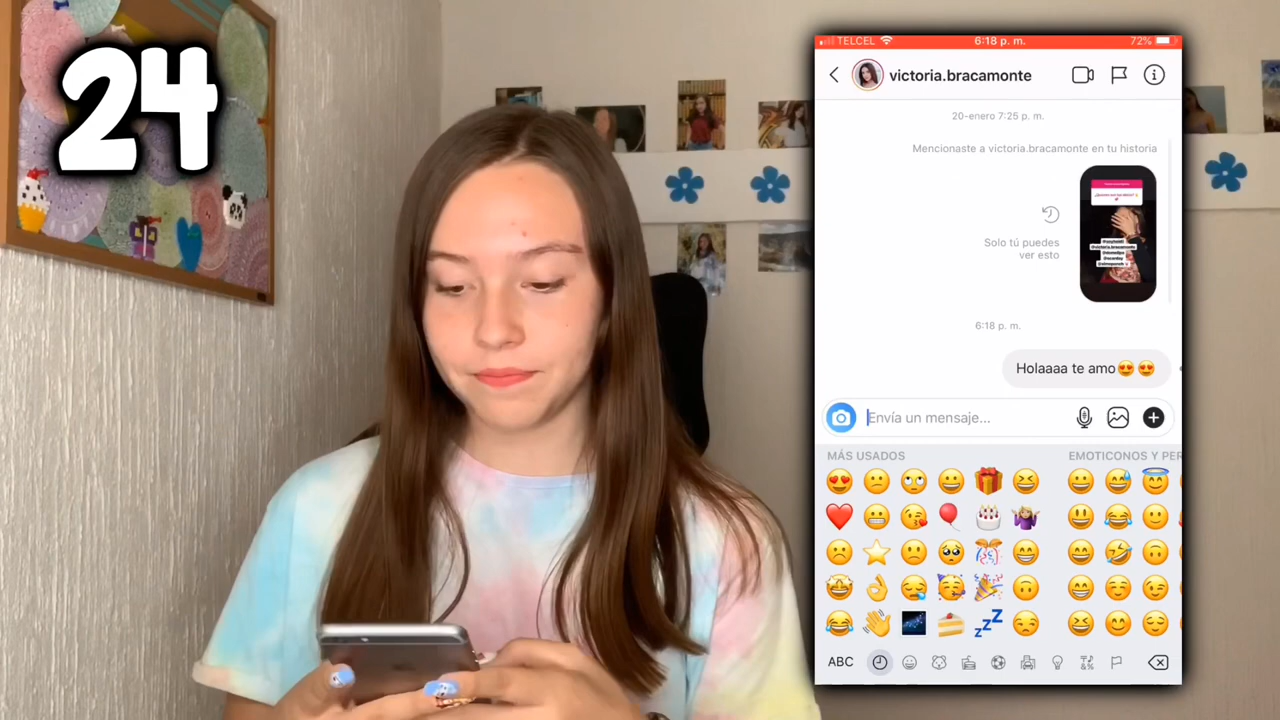 24
TELCEL 6:18 p. m. 72%
victoria.bracamonte
20-enero 7:25 p. m.
Mencionaste a victoria.bracamonte en tu historia
Solo tú puedes
ver esto
6:18 p. m.
Holaaaa te amo😍😍
Envía un mensaje...
MÁS USADOS EMOTICONOS Y PER
ABC